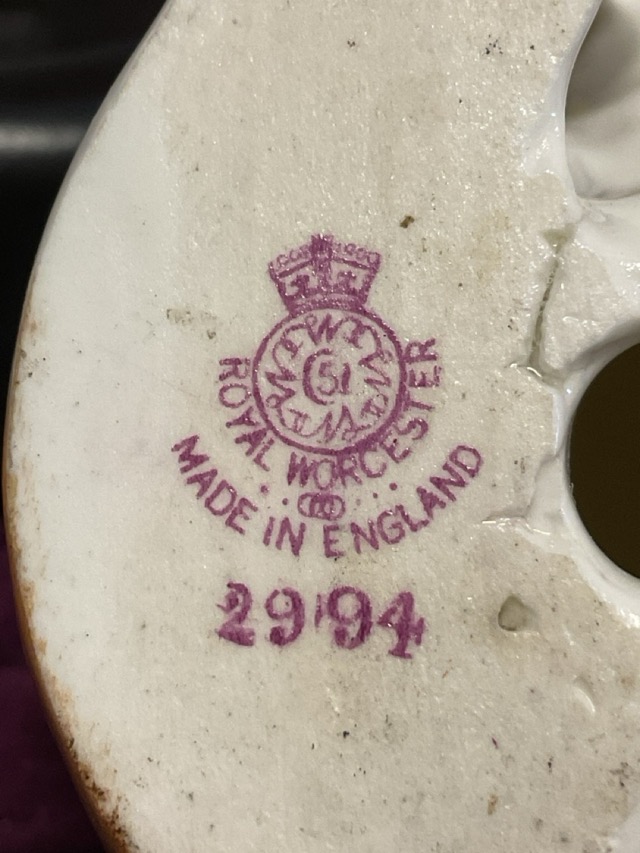 51
ROYAL WORCESTER
MADE IN ENGLAND
2994